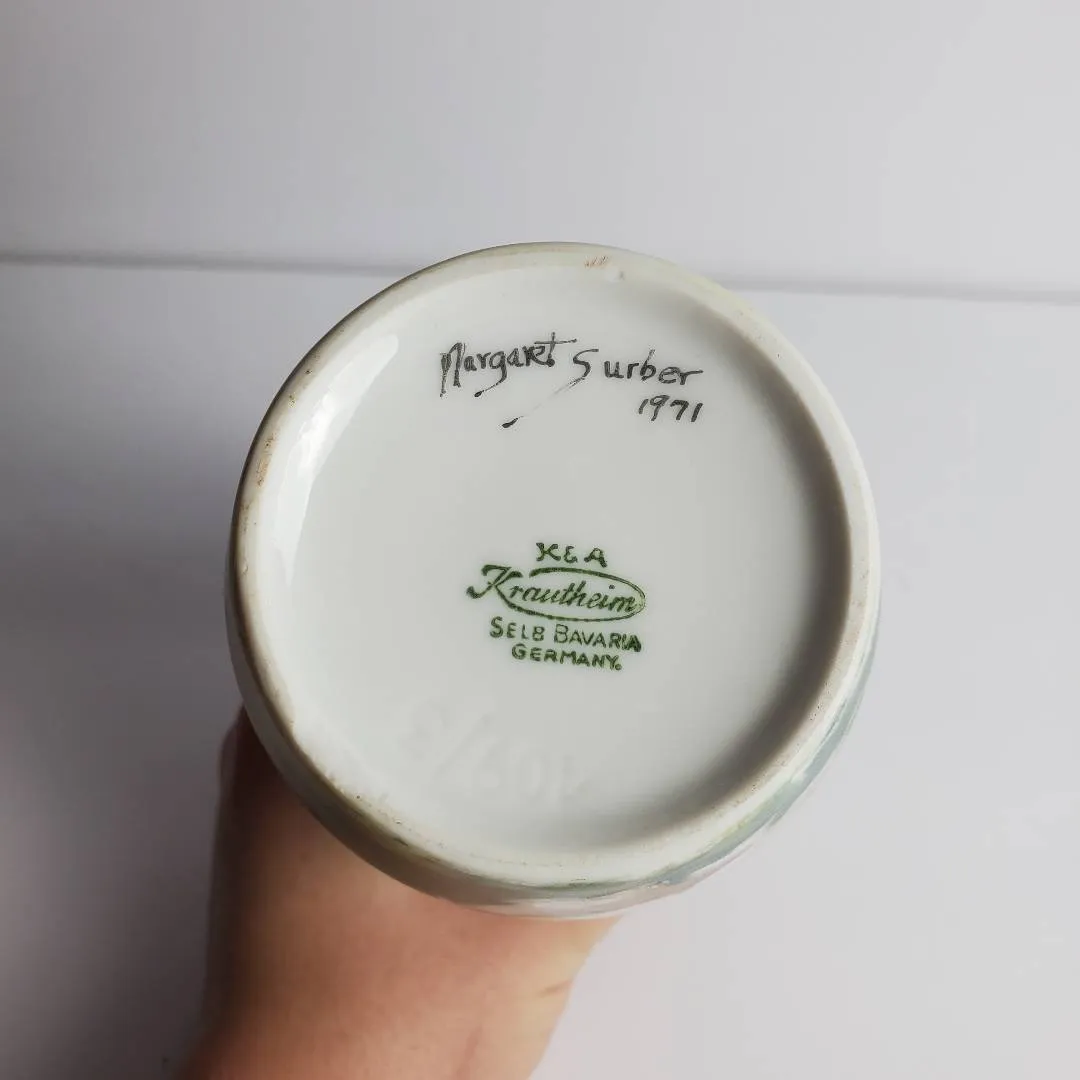 Margaret Surber
1971
K & A
Krautheim
SELB BAVARIA
GERMANY.